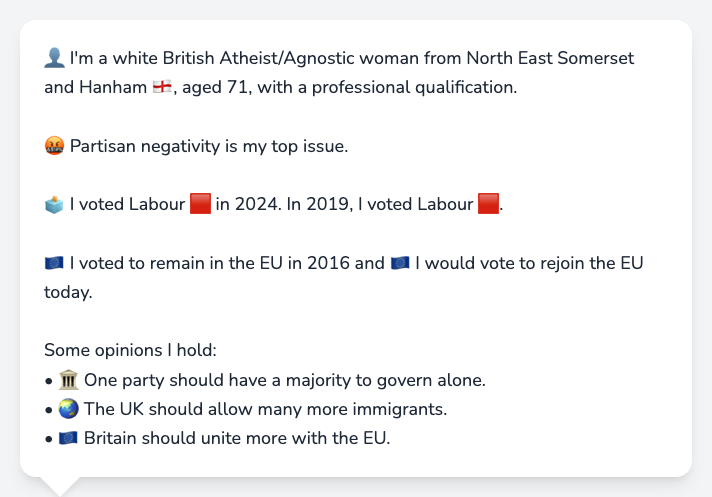 👤 I'm a white British Atheist/Agnostic woman from North East Somerset
and Hanham 🏴󠁧󠁢󠁥󠁮󠁧󠁿, aged 71, with a professional qualification.
🤬 Partisan negativity is my top issue.
🗳️ I voted Labour 🟥 in 2024. In 2019, I voted Labour 🟥.
🇪🇺 I voted to remain in the EU in 2016 and 🇪🇺 I would vote to rejoin the EU
today.
Some opinions I hold:
• 🏛️ One party should have a majority to govern alone.
• 🌏 The UK should allow many more immigrants.
• 🇪🇺 Britain should unite more with the EU.